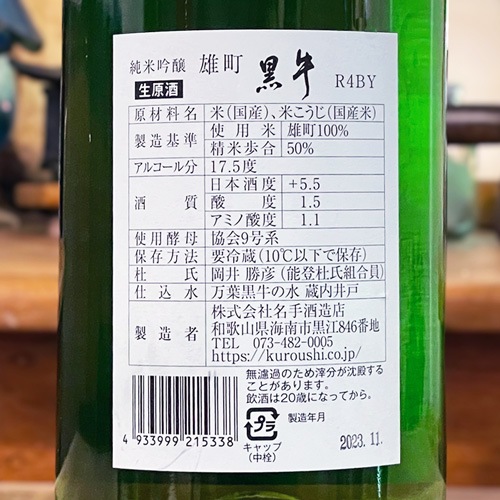 純米吟醸 雄町 黒牛 R4BY
生原酒
原材料名 米(国産)、米こうじ(国産米)
製造基準 使用米 雄町100%
精米歩合 50%
アルコール分 17.5度
酒質 日本酒度 +5.5
酸度 1.5
アミノ酸度 1.1
使用酵母 協会9号系
保存方法 要冷蔵(10℃以下で保存)
杜氏 岡井 勝彦(能登杜氏組合員)
仕込水 万葉黒牛の水 蔵内井戸
製造者 株式会社名手酒造店
和歌山県海南市黒江846番地
TEL 073-482-0005
https://kuroushi.co.jp/
無濾過のため滓分が沈殿する
ことがあります。
飲酒は20歳になってから。
4 933999 215338
プラ
キャップ
(中栓)
製造年月
2023.11.